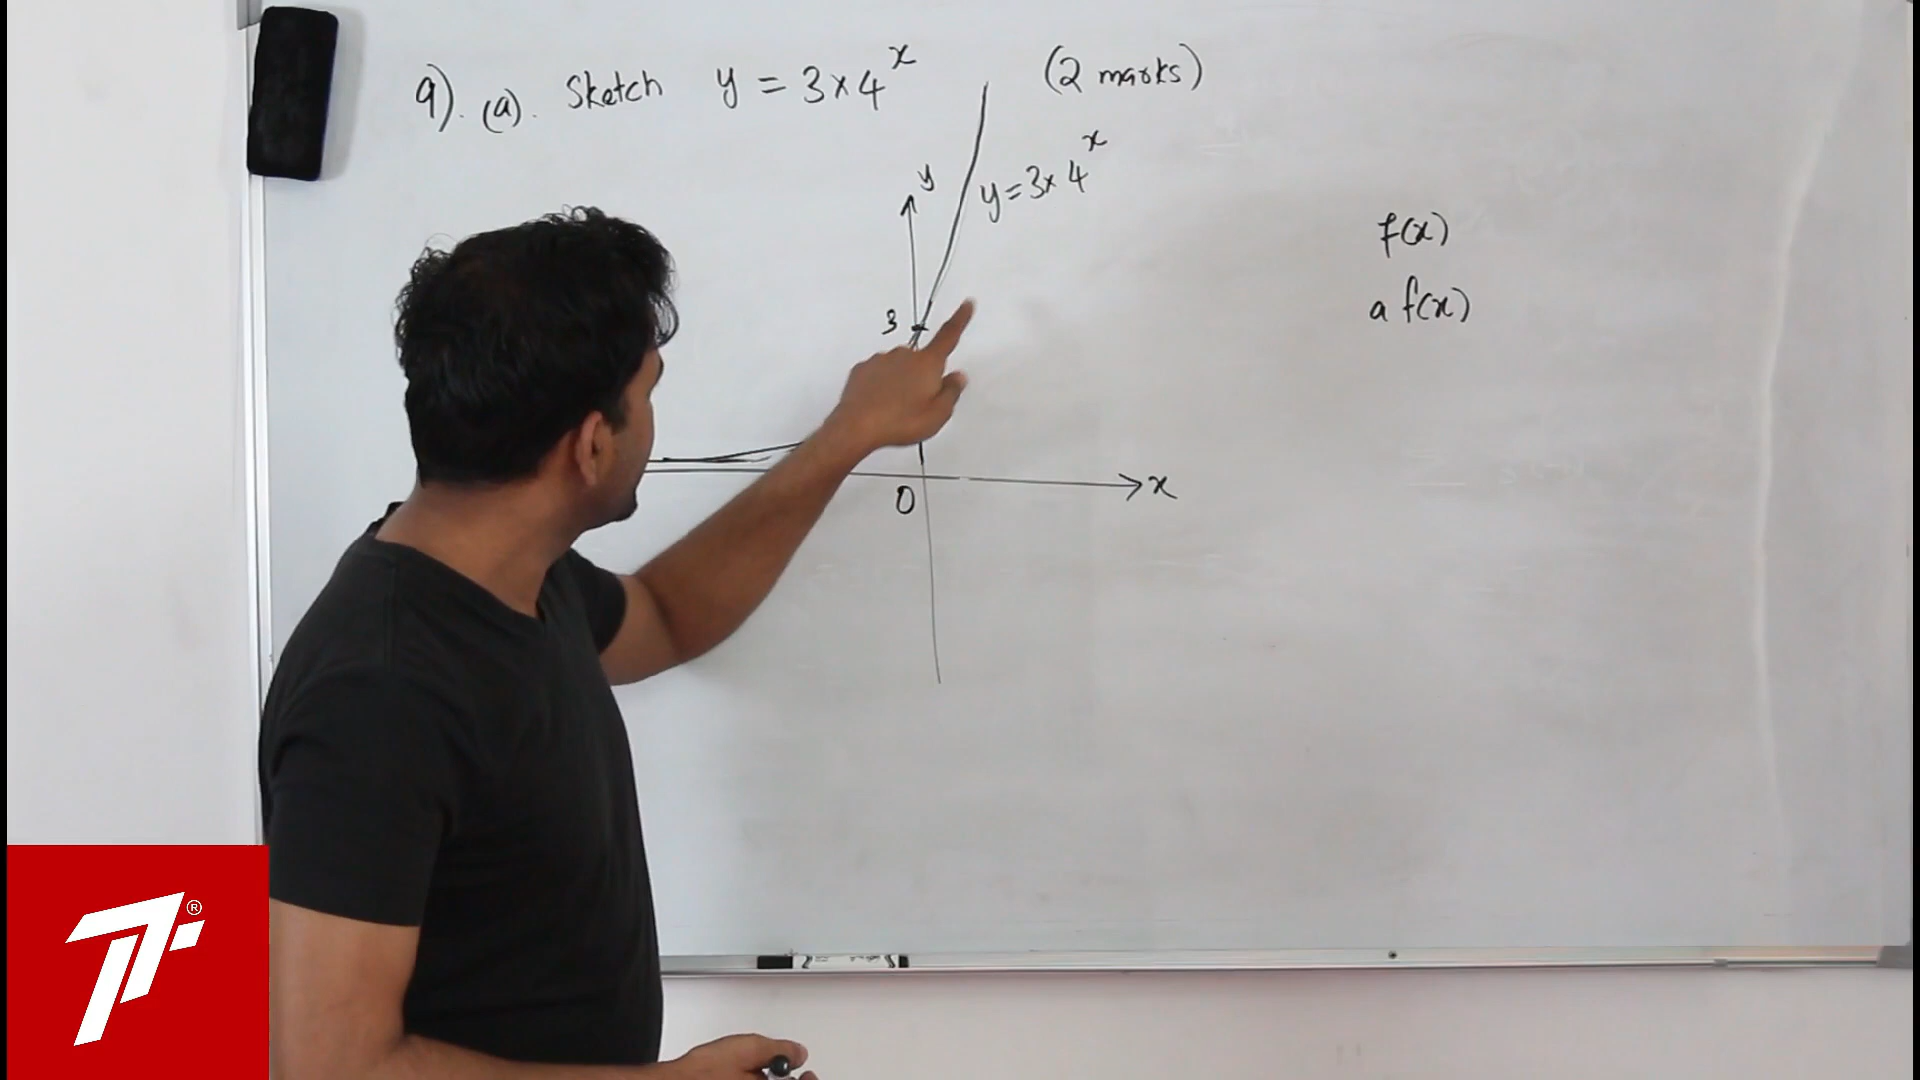 9). (a). Sketch y = 3 × 4^x (2 marks)
y
y = 3 × 4^x
3
0
x
f(x)
a f(x)
®